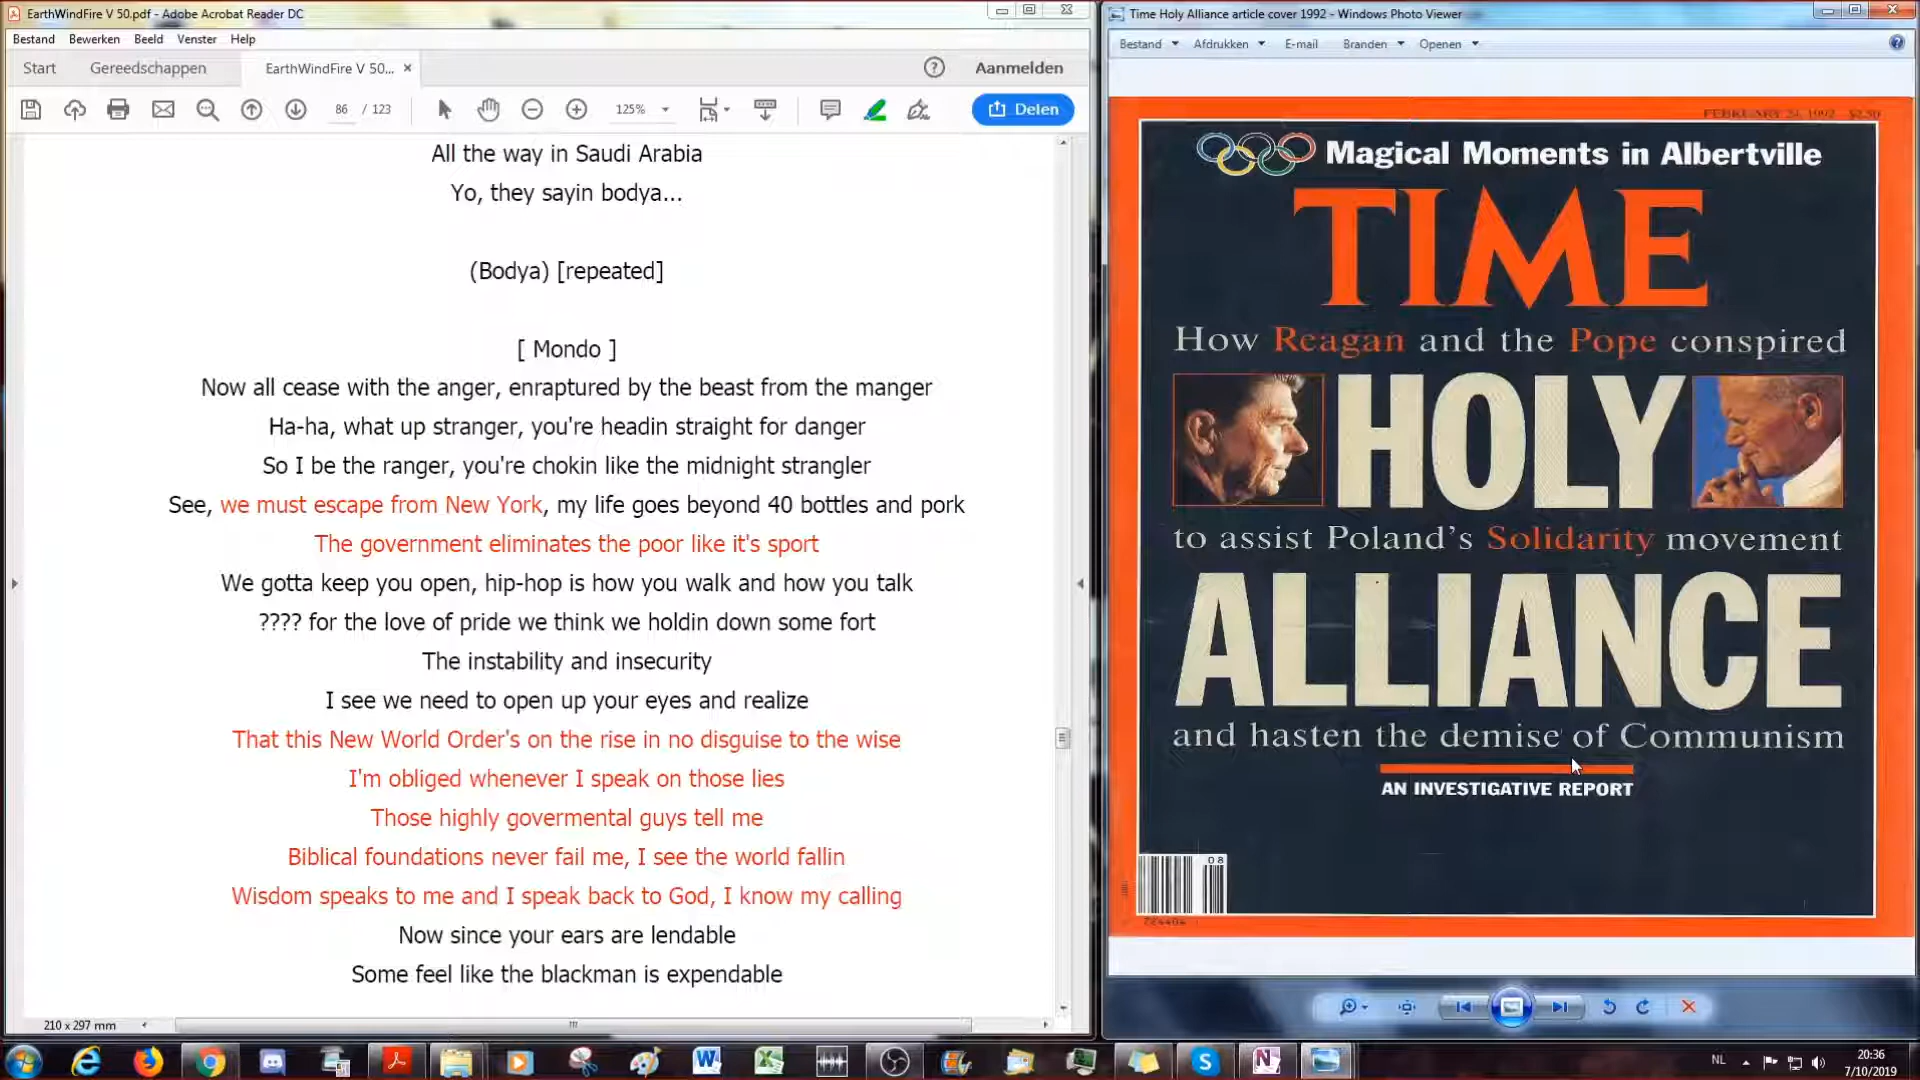 EarthWindFire V 50.pdf - Adobe Acrobat Reader DC
Bestand Bewerken Beeld Venster Help
Start Gereedschappen EarthWindFire V 50... × Aanmelden
86 / 123 125% Delen
All the way in Saudi Arabia
Yo, they sayin bodya...
(Bodya) [repeated]
[ Mondo ]
Now all cease with the anger, enraptured by the beast from the manger
Ha-ha, what up stranger, you're headin straight for danger
So I be the ranger, you're chokin like the midnight strangler
See, we must escape from New York, my life goes beyond 40 bottles and pork
The government eliminates the poor like it's sport
We gotta keep you open, hip-hop is how you walk and how you talk
???? for the love of pride we think we holdin down some fort
The instability and insecurity
I see we need to open up your eyes and realize
That this New World Order's on the rise in no disguise to the wise
I'm obliged whenever I speak on those lies
Those highly govermental guys tell me
Biblical foundations never fail me, I see the world fallin
Wisdom speaks to me and I speak back to God, I know my calling
Now since your ears are lendable
Some feel like the blackman is expendable
210 x 297 mm
Time Holy Alliance article cover 1992 - Windows Photo Viewer
Bestand Afdrukken E-mail Branden Openen
FEBRUARY 24, 1992 $2.50
Magical Moments in Albertville
TIME
How Reagan and the Pope conspired
HOLY
to assist Poland's Solidarity movement
ALLIANCE
and hasten the demise of Communism
AN INVESTIGATIVE REPORT
08
NL
20:36
7/10/2019